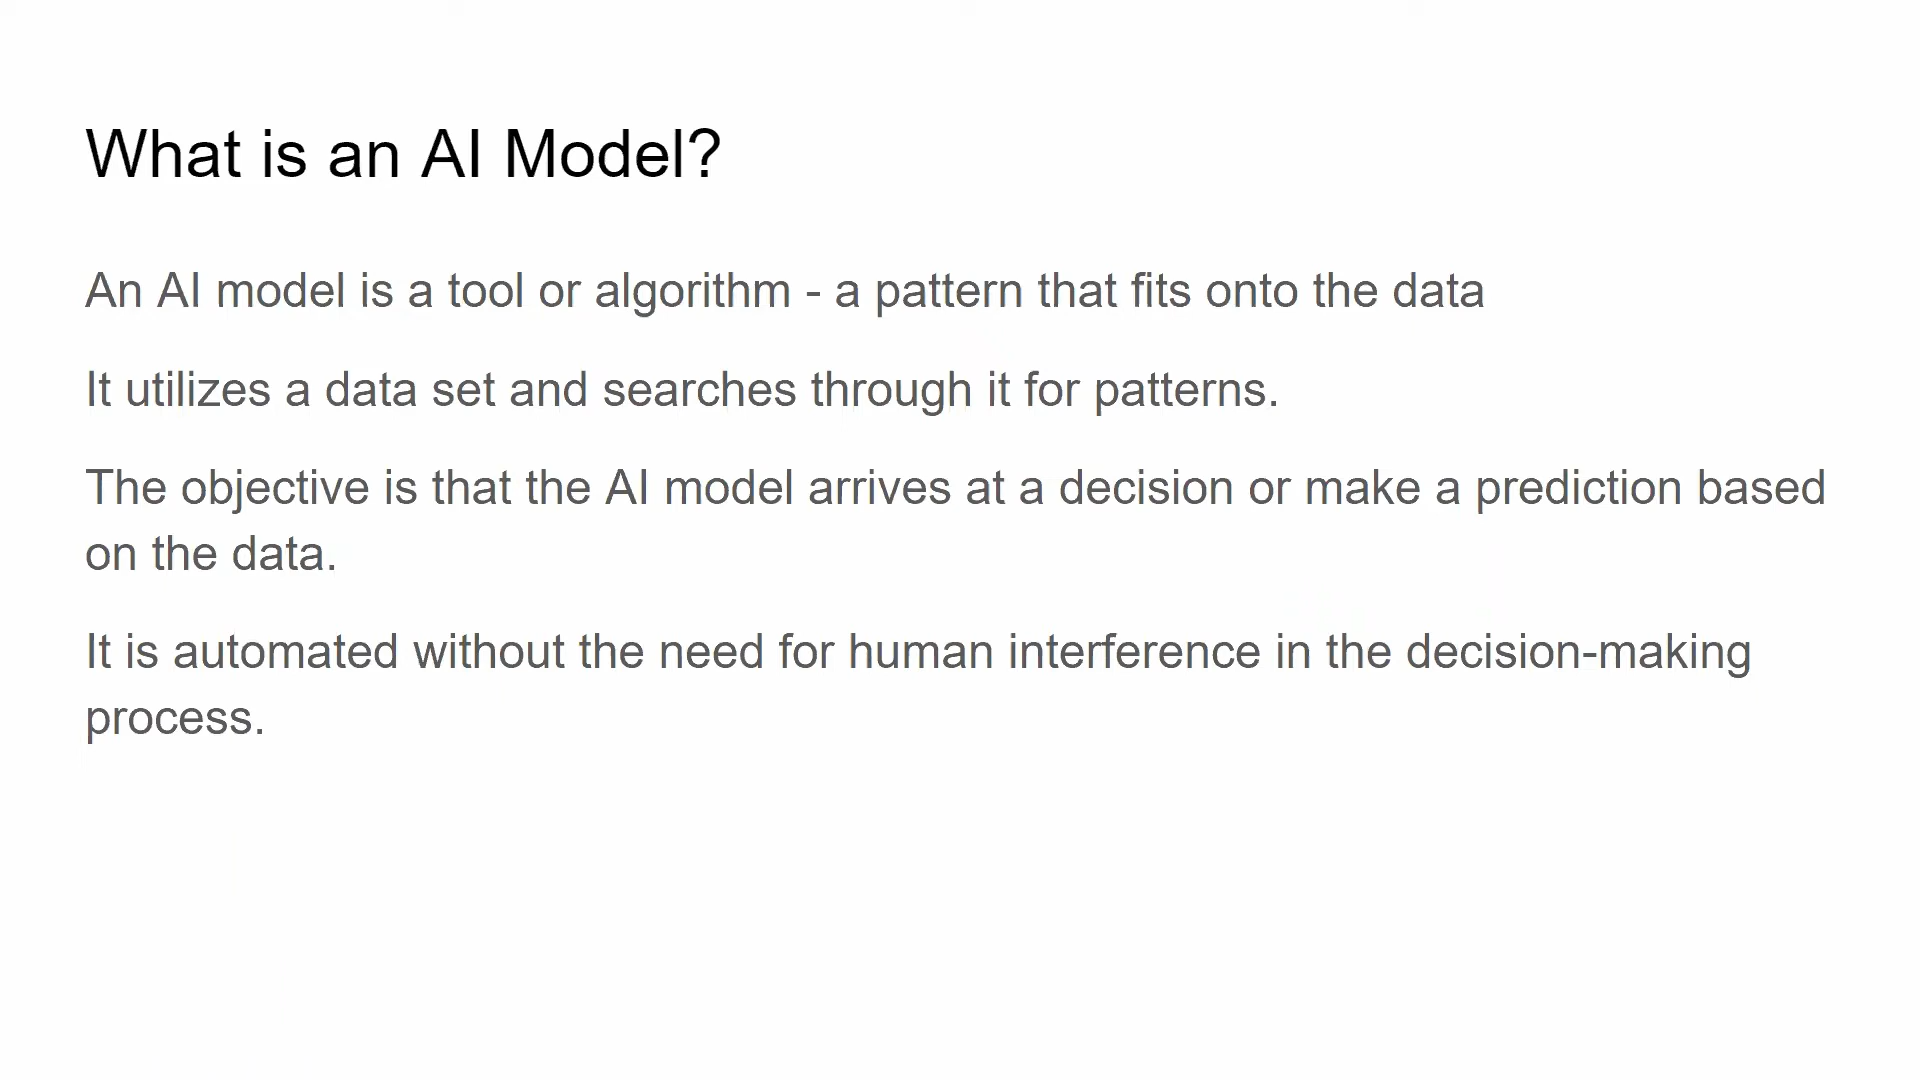 What is an AI Model?
An AI model is a tool or algorithm - a pattern that fits onto the data
It utilizes a data set and searches through it for patterns.
The objective is that the AI model arrives at a decision or make a prediction based
on the data.
It is automated without the need for human interference in the decision-making
process.